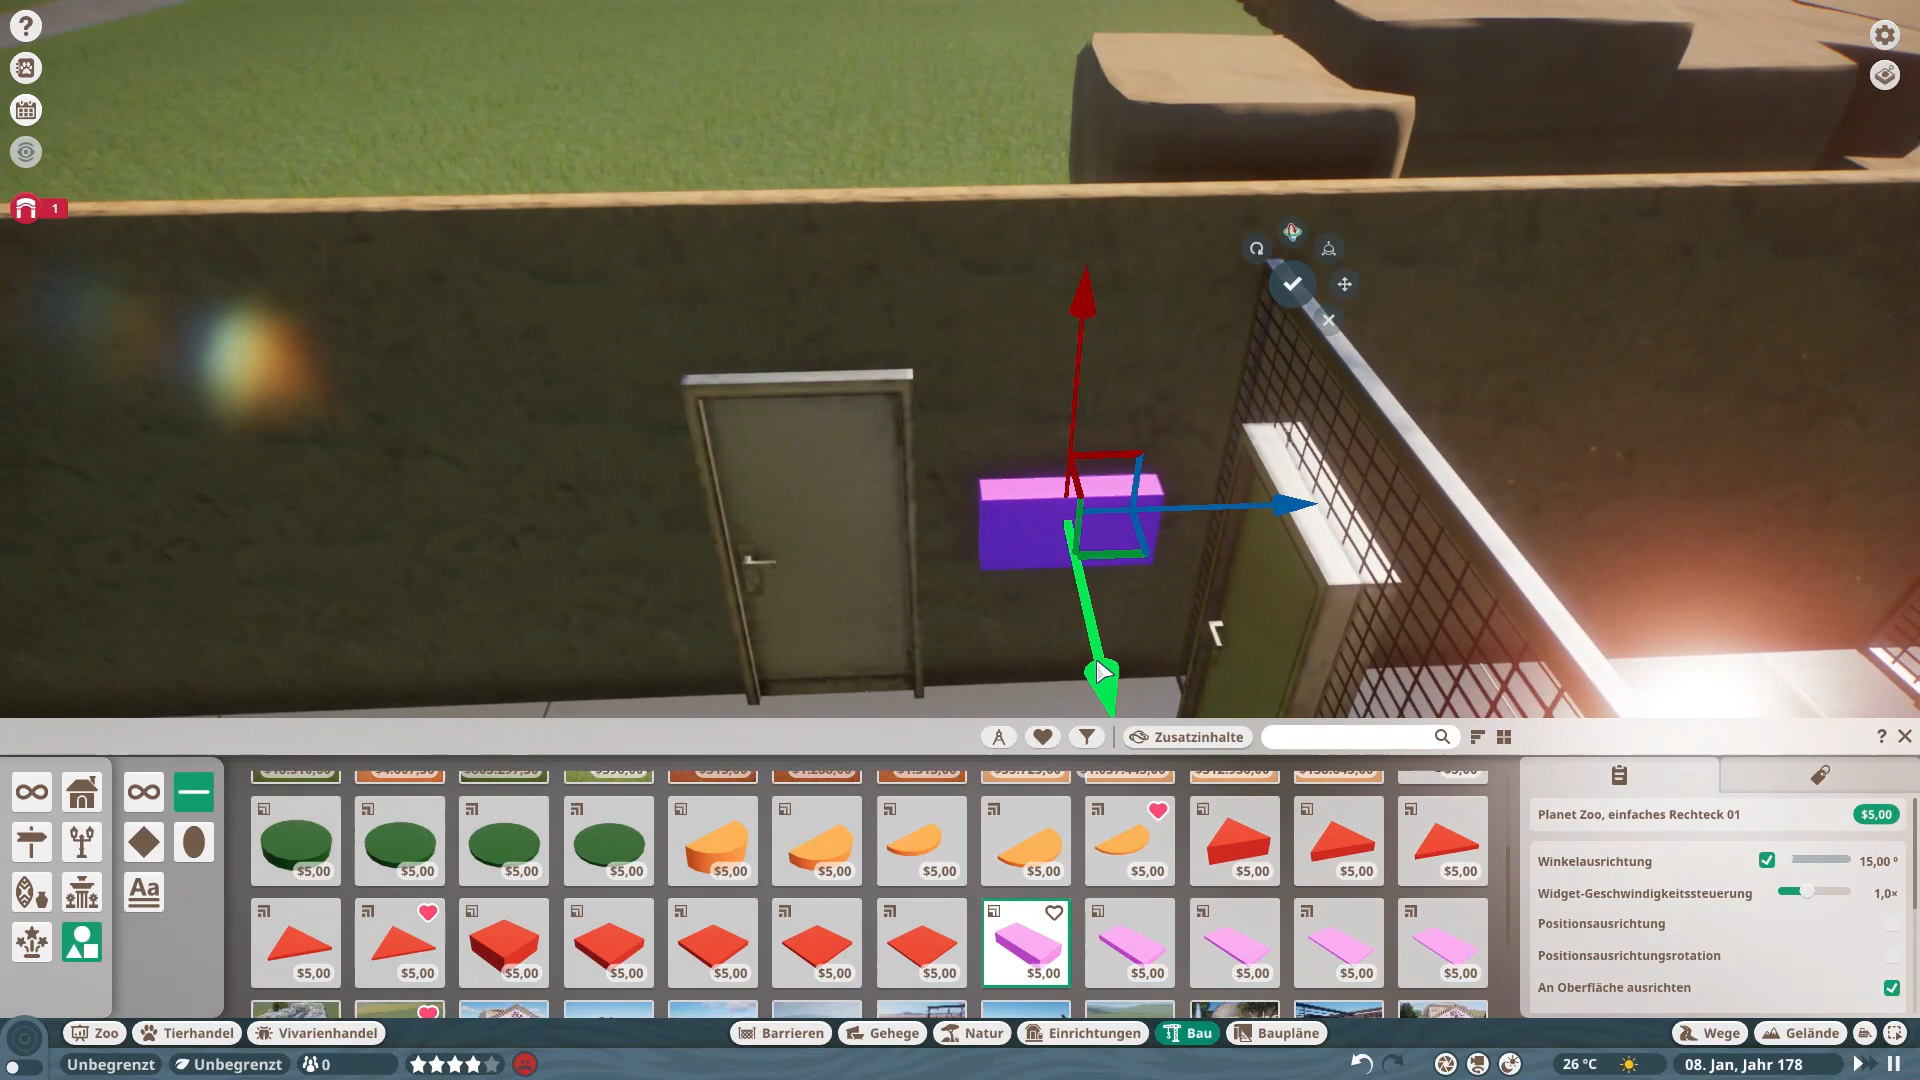 1
Zusatzinhalte
?
$5,00 $5,00 $5,00 $5,00 $5,00 $5,00 $5,00 $5,00 $5,00 $5,00 $5,00 $5,00
$5,00 $5,00 $5,00 $5,00 $5,00 $5,00 $5,00 $5,00 $5,00 $5,00 $5,00 $5,00
Aa
Planet Zoo, einfaches Rechteck 01 $5,00
Winkelausrichtung 15,00 °
Widget-Geschwindigkeitssteuerung 1,0×
Positionsausrichtung
Positionsausrichtungsrotation
An Oberfläche ausrichten
Zoo Tierhandel Vivarienhandel Barrieren Gehege Natur Einrichtungen Bau Baupläne Wege Gelände
Unbegrenzt Unbegrenzt 0 26 °C 08. Jan, Jahr 178